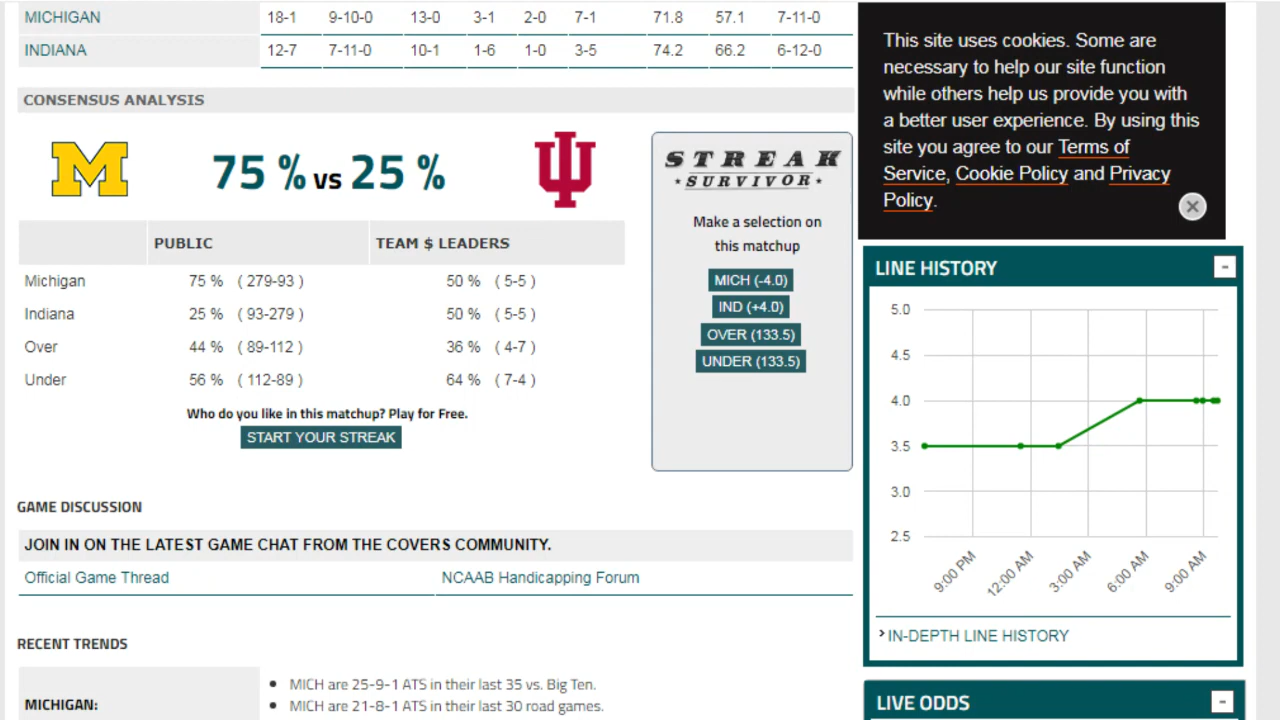 MICHIGAN 18-1 9-10-0 13-0 3-1 2-0 7-1 71.8 57.1 7-11-0
INDIANA 12-7 7-11-0 10-1 1-6 1-0 3-5 74.2 66.2 6-12-0
CONSENSUS ANALYSIS
M 75 % vs 25 %
PUBLIC TEAM $ LEADERS
Michigan 75 % ( 279-93 ) 50 % ( 5-5 )
Indiana 25 % ( 93-279 ) 50 % ( 5-5 )
Over 44 % ( 89-112 ) 36 % ( 4-7 )
Under 56 % ( 112-89 ) 64 % ( 7-4 )
Who do you like in this matchup? Play for Free.
START YOUR STREAK
STREAK
SURVIVOR
Make a selection on
this matchup
MICH (-4.0)
IND (+4.0)
OVER (133.5)
UNDER (133.5)
GAME DISCUSSION
JOIN IN ON THE LATEST GAME CHAT FROM THE COVERS COMMUNITY.
Official Game Thread NCAAB Handicapping Forum
RECENT TRENDS
MICHIGAN:
MICH are 25-9-1 ATS in their last 35 vs. Big Ten.
MICH are 21-8-1 ATS in their last 30 road games.
This site uses cookies. Some are
necessary to help our site function
while others help us provide you with
a better user experience. By using this
site you agree to our Terms of
Service, Cookie Policy and Privacy
Policy.
LINE HISTORY
5.0
4.5
4.0
3.5
3.0
2.5
9:00 PM 12:00 AM 3:00 AM 6:00 AM 9:00 AM
IN-DEPTH LINE HISTORY
LIVE ODDS